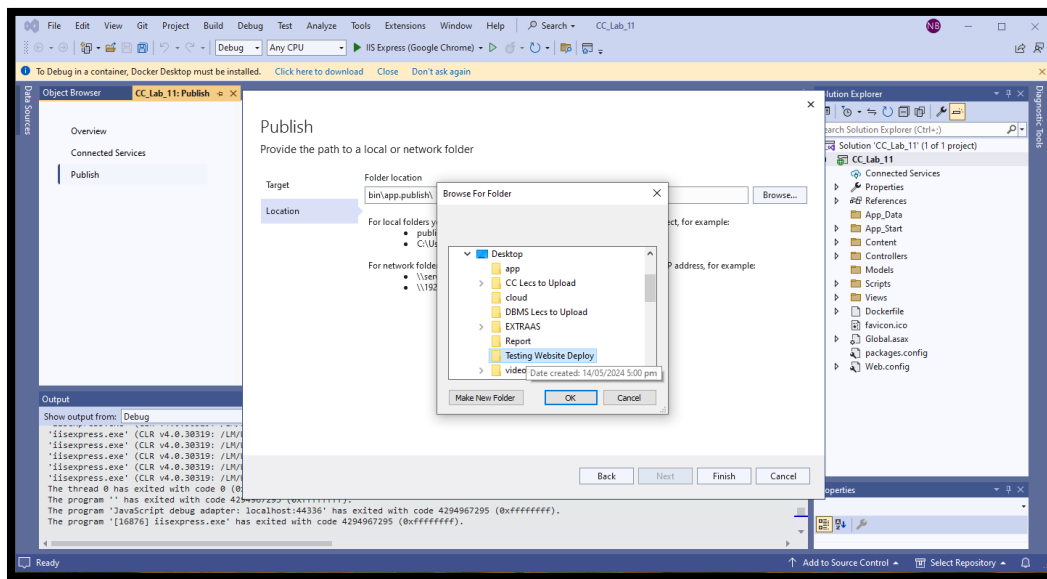 File Edit View Git Project Build Debug Test Analyze Tools Extensions Window Help Search CC_Lab_11 NB
Debug Any CPU IIS Express (Google Chrome)
To Debug in a container, Docker Desktop must be installed. Click here to download Close Don't ask again
Data Sources
Object Browser
CC_Lab_11: Publish
Overview
Connected Services
Publish
Publish
Provide the path to a local or network folder
Target
Location
Folder location
bin\app.publish\
Browse...
For local folders
ect, for example:
publi
C:\Us
For network folde
P address, for example:
\\ser
\\192
Browse For Folder
Desktop
app
CC Lecs to Upload
cloud
DBMS Lecs to Upload
EXTRAAS
Report
Testing Website Deploy
video
Date created: 14/05/2024 5:00 pm
Make New Folder OK Cancel
Back Next Finish Cancel
lution Explorer
earch Solution Explorer (Ctrl+;)
Solution 'CC_Lab_11' (1 of 1 project)
CC_Lab_11
Connected Services
Properties
References
App_Data
App_Start
Content
Controllers
Models
Scripts
Views
Dockerfile
favicon.ico
Global.asax
packages.config
Web.config
Diagnostic Tools
operties
Output
Show output from: Debug
'iisexpress.exe' (CLR v4.0.30319: /LM/
'iisexpress.exe' (CLR v4.0.30319: /LM/
'iisexpress.exe' (CLR v4.0.30319: /LM/
'iisexpress.exe' (CLR v4.0.30319: /LM/
'iisexpress.exe' (CLR v4.0.30319: /LM/
The thread 0 has exited with code 0 (0
The program '' has exited with code 4294967295 (0xffffffff).
The program 'JavaScript debug adapter: localhost:44336' has exited with code 4294967295 (0xffffffff).
The program '[16876] iisexpress.exe' has exited with code 4294967295 (0xffffffff).
Ready Add to Source Control Select Repository